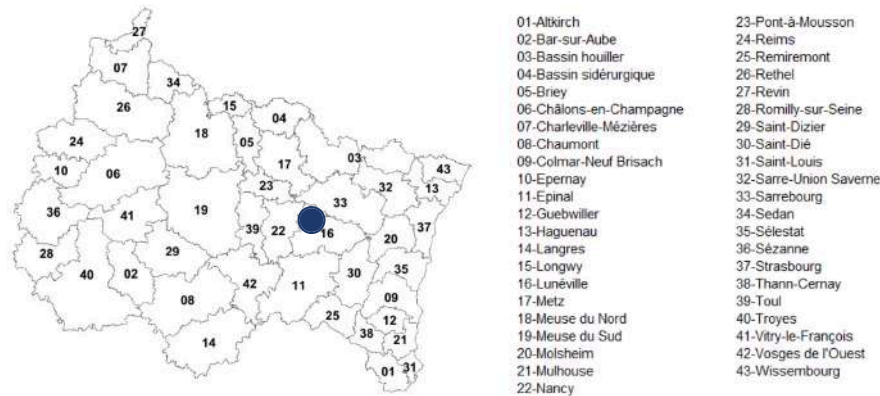 27
07
34
26
15
04
18
05
24
17
03
10
06
43
23
32
13
33
36
41
19
37
39
22
16
20
28
29
40
02
42
11
30
35
08
09
25
12
38
21
14
01
31
01-Altkirch
02-Bar-sur-Aube
03-Bassin houiller
04-Bassin sidérurgique
05-Briey
06-Châlons-en-Champagne
07-Charleville-Mézières
08-Chaumont
09-Colmar-Neuf Brisach
10-Epernay
11-Epinal
12-Guebwiller
13-Haguenau
14-Langres
15-Longwy
16-Lunéville
17-Metz
18-Meuse du Nord
19-Meuse du Sud
20-Molsheim
21-Mulhouse
22-Nancy
23-Pont-à-Mousson
24-Reims
25-Remiremont
26-Rethel
27-Revin
28-Romilly-sur-Seine
29-Saint-Dizier
30-Saint-Dié
31-Saint-Louis
32-Sarre-Union Saverne
33-Sarrebourg
34-Sedan
35-Sélestat
36-Sézanne
37-Strasbourg
38-Thann-Cernay
39-Toul
40-Troyes
41-Vitry-le-François
42-Vosges de l'Ouest
43-Wissembourg